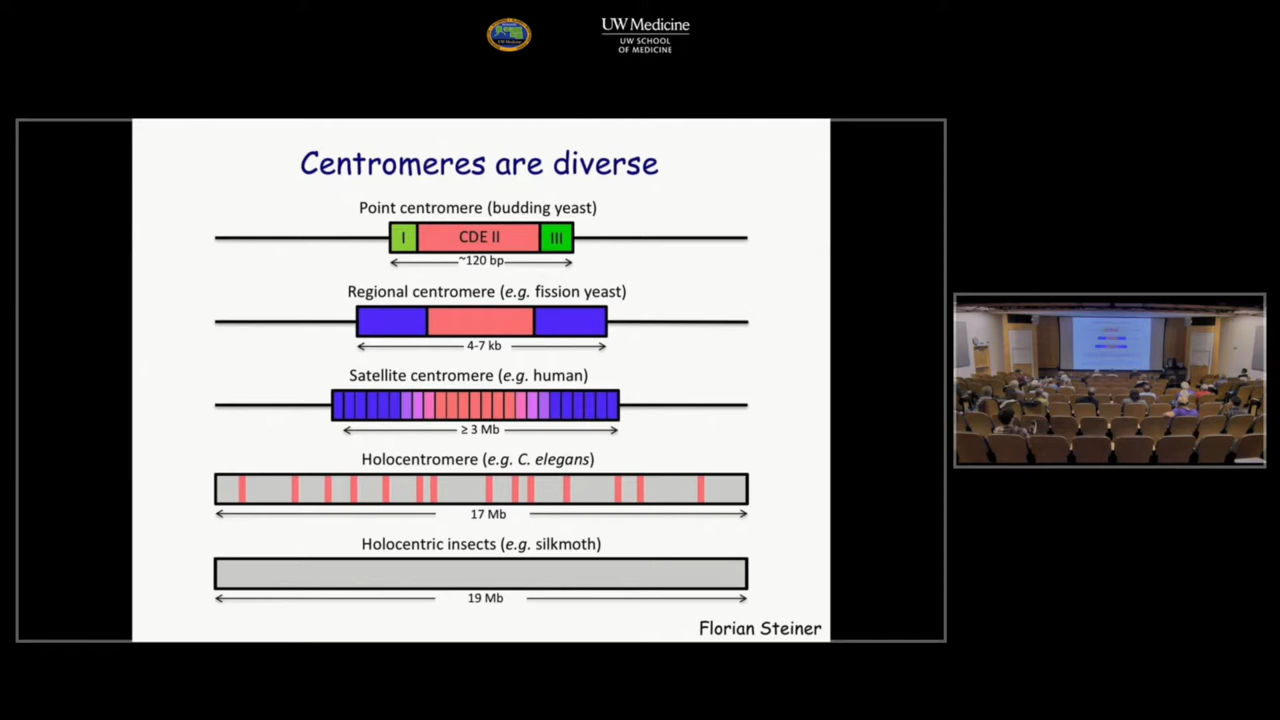 UW Medicine
UW SCHOOL
OF MEDICINE
Centromeres are diverse
Point centromere (budding yeast)
I CDE II III
~120 bp
Regional centromere (e.g. fission yeast)
4-7 kb
Satellite centromere (e.g. human)
≥ 3 Mb
Holocentromere (e.g. C. elegans)
17 Mb
Holocentric insects (e.g. silkmoth)
19 Mb
Florian Steiner